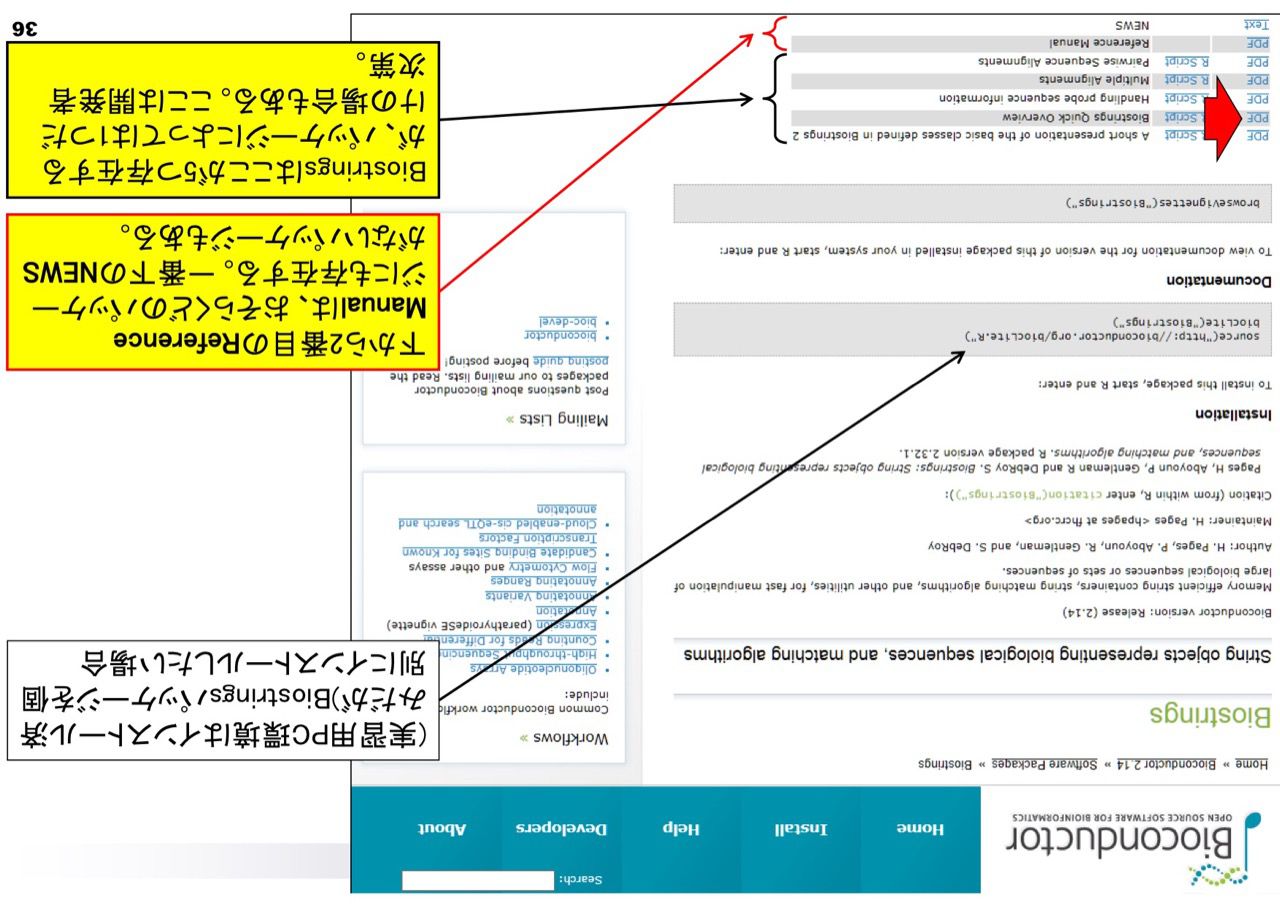 Bioconductor
OPEN SOURCE SOFTWARE FOR BIOINFORMATICS
Search:
Home
Install
Help
Developers
About
Home » Bioconductor 2.14 » Software Packages » Biostrings
Biostrings
String objects representing biological sequences, and matching algorithms
Bioconductor version: Release (2.14)
Memory efficient string containers, string matching algorithms, and other utilities, for fast manipulation of
large biological sequences or sets of sequences.
Author: H. Pages, P. Aboyoun, R. Gentleman, and S. DebRoy
Maintainer: H. Pages <hpages at fhcrc.org>
Citation (from within R, enter citation("Biostrings")):
Pages H, Aboyoun P, Gentleman R and DebRoy S. Biostrings: String objects representing biological
sequences, and matching algorithms. R package version 2.32.1.
Installation
To install this package, start R and enter:
source("http://bioconductor.org/biocLite.R")
biocLite("Biostrings")
Documentation
To view documentation for the version of this package installed in your system, start R and enter:
browseVignettes("Biostrings")
PDF Script A short presentation of the basic classes defined in Biostrings 2
PDF Script Biostrings Quick Overview
PDF R Script Handling probe sequence information
PDF R Script Multiple Alignments
PDF R Script Pairwise Sequence Alignments
PDF Reference Manual
Text NEWS
Workflows »
Common Bioconductor workfl
include:
Oligonucleotide Arrays
High-throughput Sequencing
Counting Reads for Differential
Expression (parathyroideSE vignette)
Annotation
Annotating Variants
Annotating Ranges
Flow Cytometry and other assays
Candidate Binding Sites for Known
Transcription Factors
Cloud-enabled cis-eQTL search and
annotation
Mailing Lists »
Post questions about Bioconductor
packages to our mailing lists. Read the
posting guide before posting!
bioconductor
bioc-devel
(実習用PC環境はインストール済
みだが)Biostringsパッケージを個
別にインストールしたい場合
下から2番目のReference
Manualは、おそらくどのパッケー
ジにも存在する。一番下のNEWS
がないパッケージもある。
Biostringsはここが5つ存在する
が、パッケージによっては1つだ
けの場合もある。ここは開発者
次第。
36